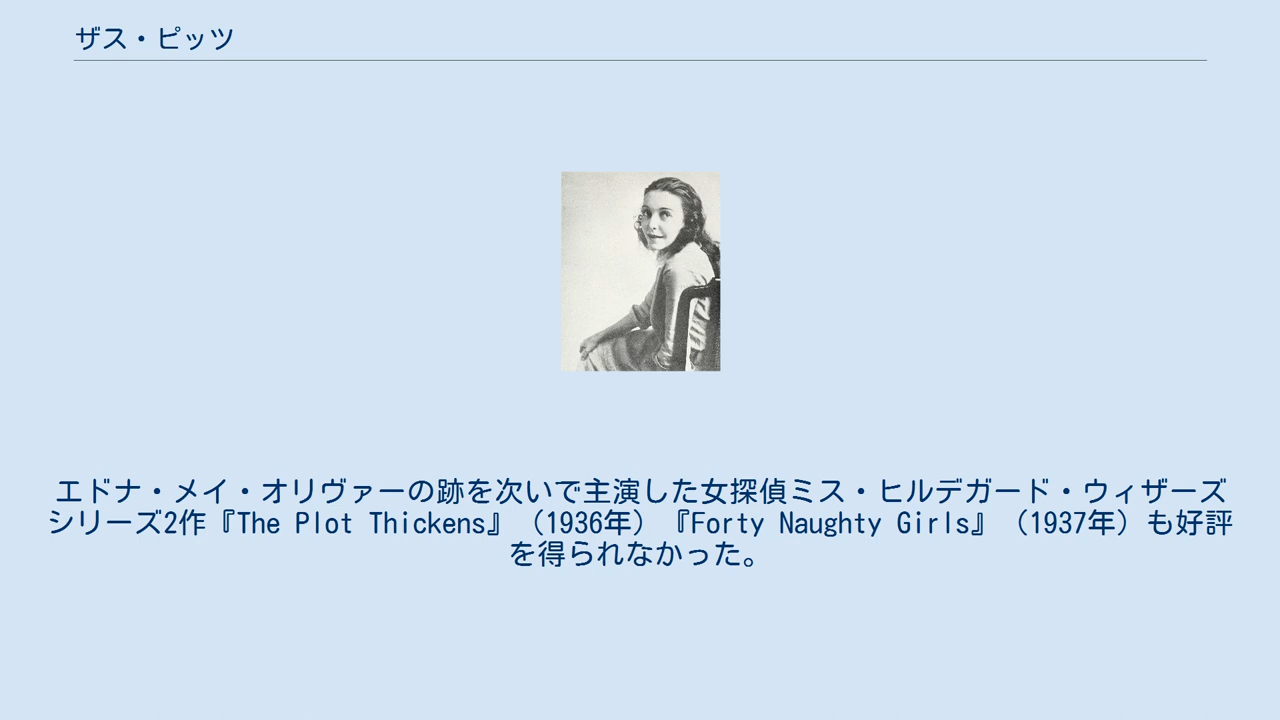 ザス・ピッツ
エドナ・メイ・オリヴァーの跡を次いで主演した女探偵ミス・ヒルデガード・ウィザーズ
シリーズ2作『The Plot Thickens』（1936年）『Forty Naughty Girls』（1937年）も好評
を得られなかった。